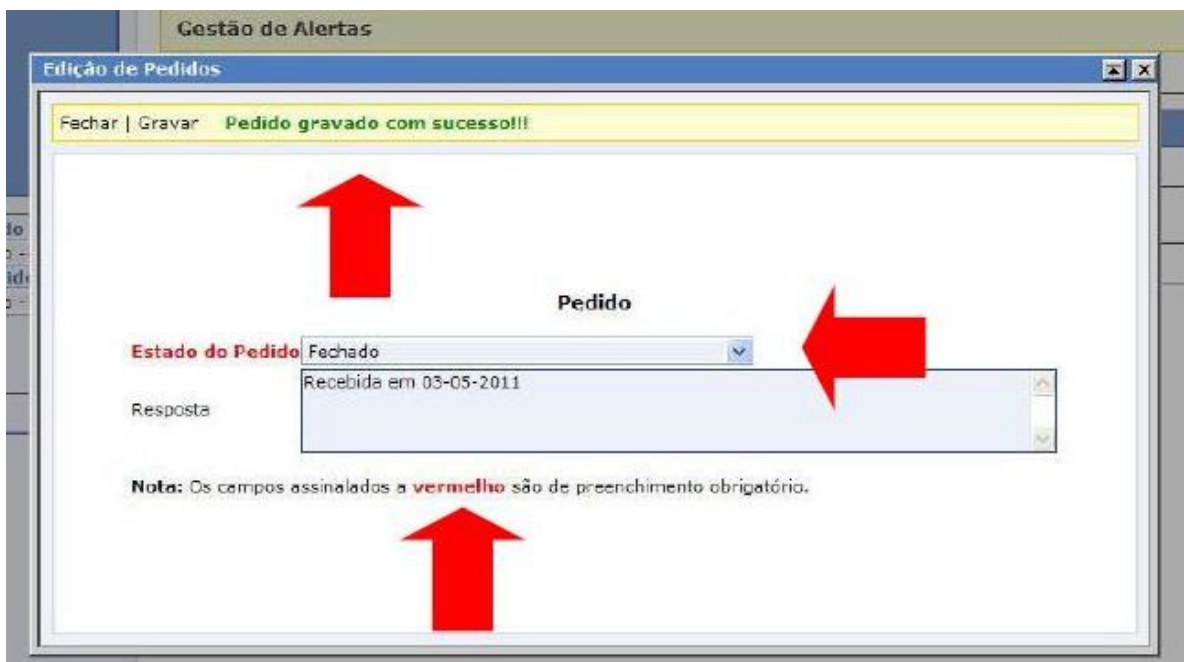 Gestão de Alertas
Edição de Pedidos
Fechar | Gravar Pedido gravado com sucesso!!!
Pedido
Estado do Pedido Fechado
Recebida em 03-05-2011
Resposta
Nota: Os campos assinalados a vermelho são de preenchimento obrigatório.